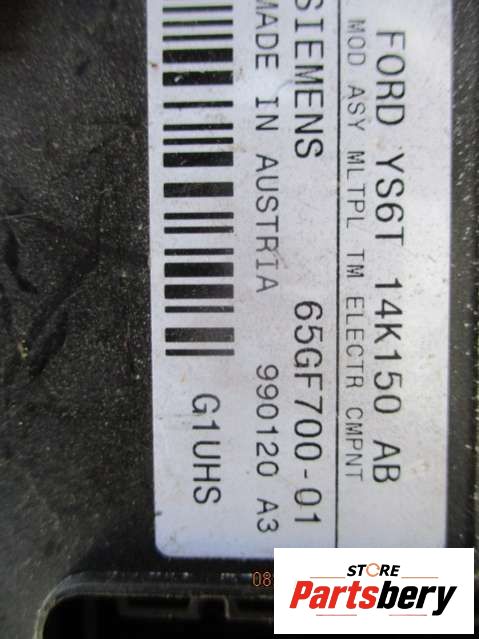 FORD YS6T 14K150 AB
MOD ASY MLTPL TM ELECTR CMPNT
SIEMENS 65GF700-01
MADE IN AUSTRIA 990120 A3
G1UHS
08
STORE
Partsbery